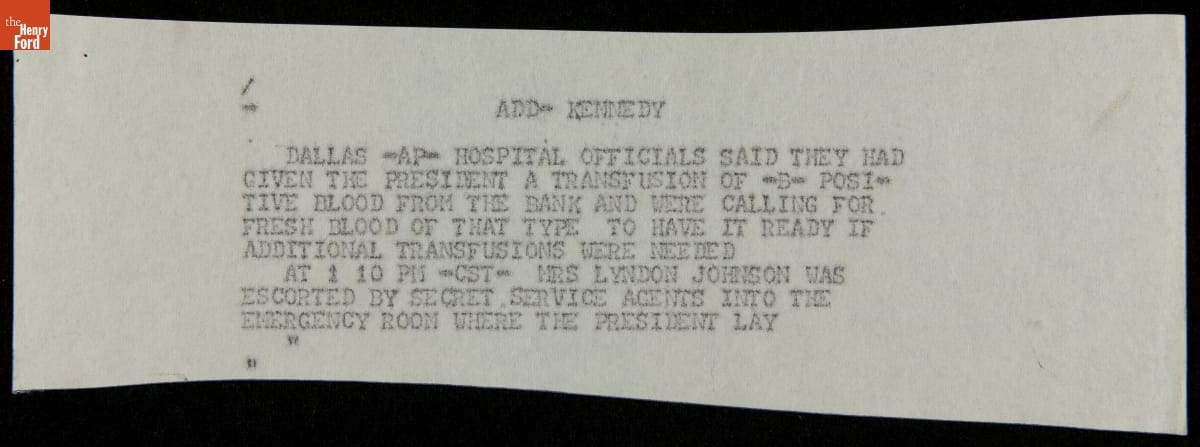 the
Henry
Ford
/
- ADD- KENNEDY
DALLAS -AP- HOSPITAL OFFICIALS SAID THEY HAD
GIVEN THE PRESIDENT A TRANSFUSION OF -B- POSI-
TIVE BLOOD FROM THE BANK AND WERE CALLING FOR
FRESH BLOOD OF THAT TYPE TO HAVE IT READY IF
ADDITIONAL TRANSFUSIONS WERE NEEDED
AT 1 10 PM -CST- MRS LYNDON JOHNSON WAS
ESCORTED BY SECRET SERVICE AGENTS INTO THE
EMERGENCY ROOM WHERE THE PRESIDENT LAY
"
"